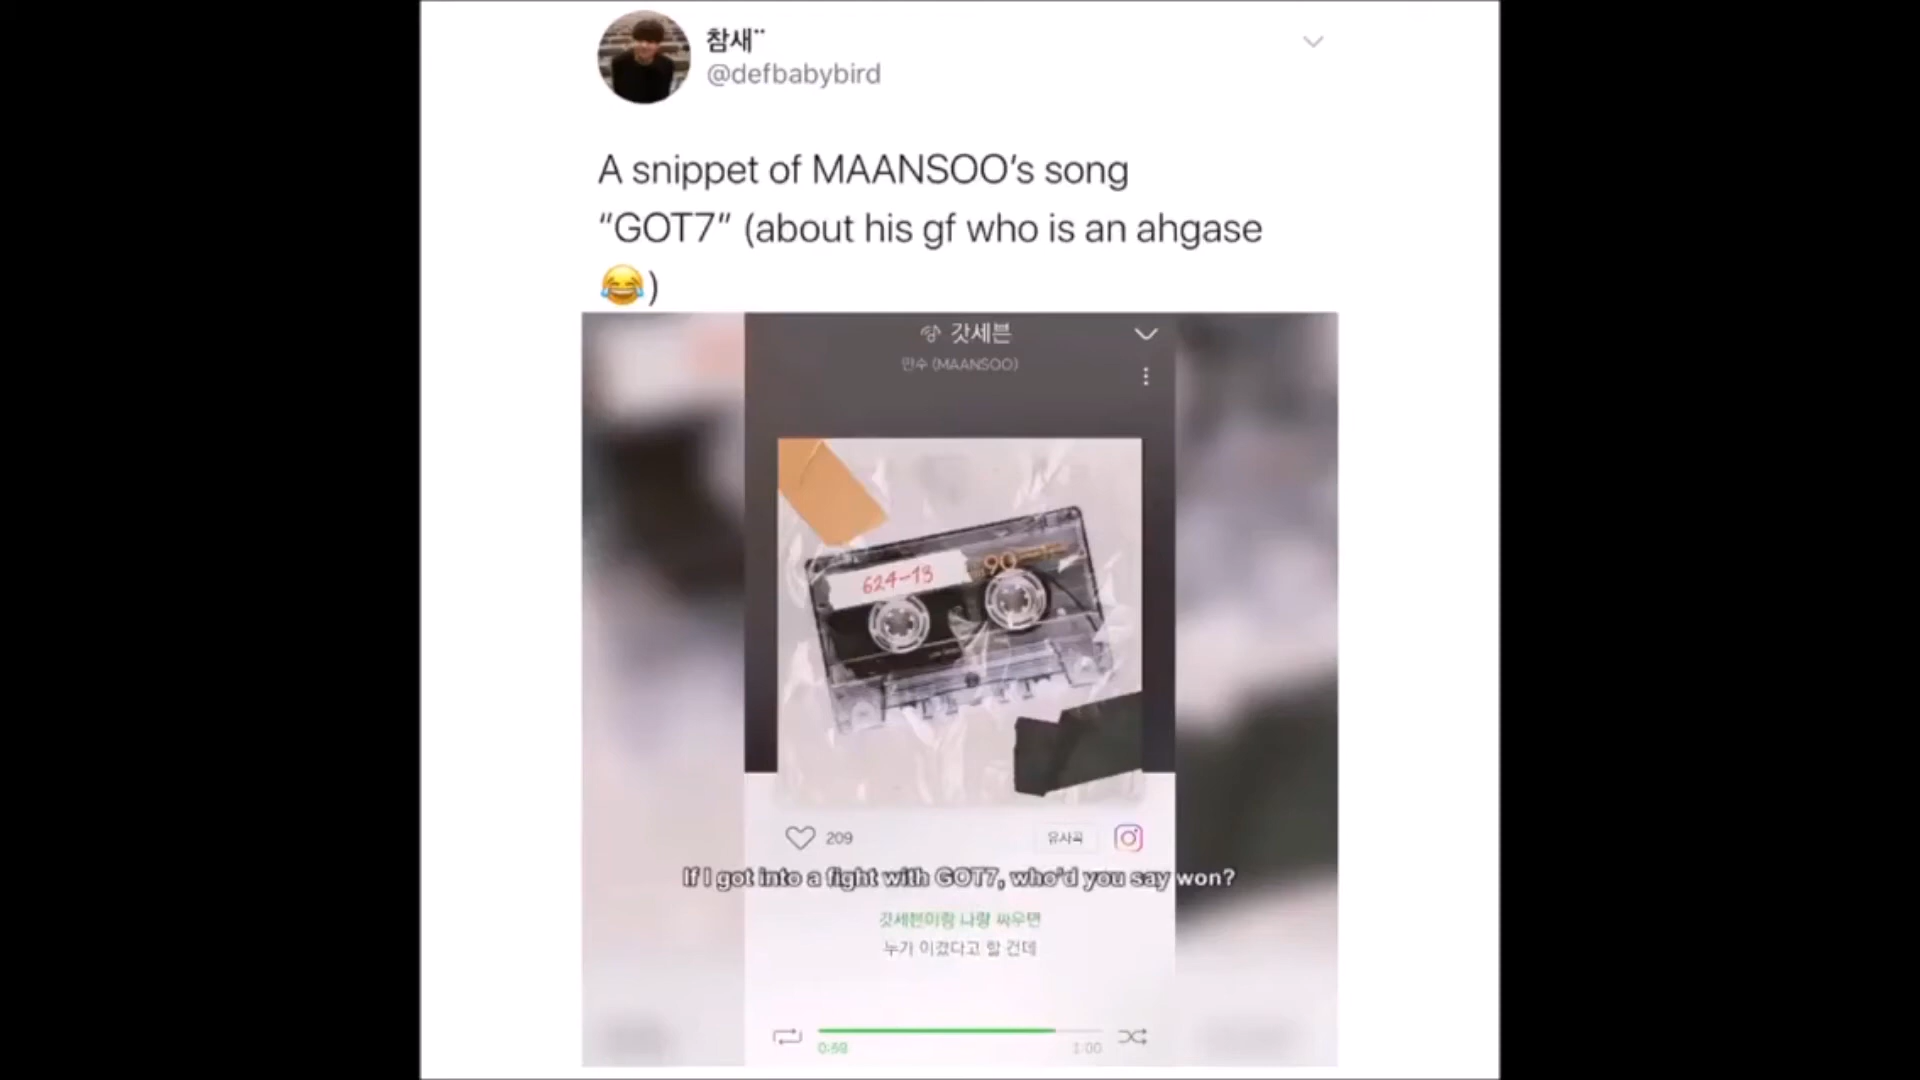 참새¨
@defbabybird
A snippet of MAANSOO’s song
“GOT7” (about his gf who is an ahgase
😂)
갓세븐
만수 (MAANSOO)
624-13
90
209
유사곡
If I got into a fight with GOT7, who'd you say won?
갓세븐이랑 나랑 싸우면
누가 이겼다고 할 건데
1:00